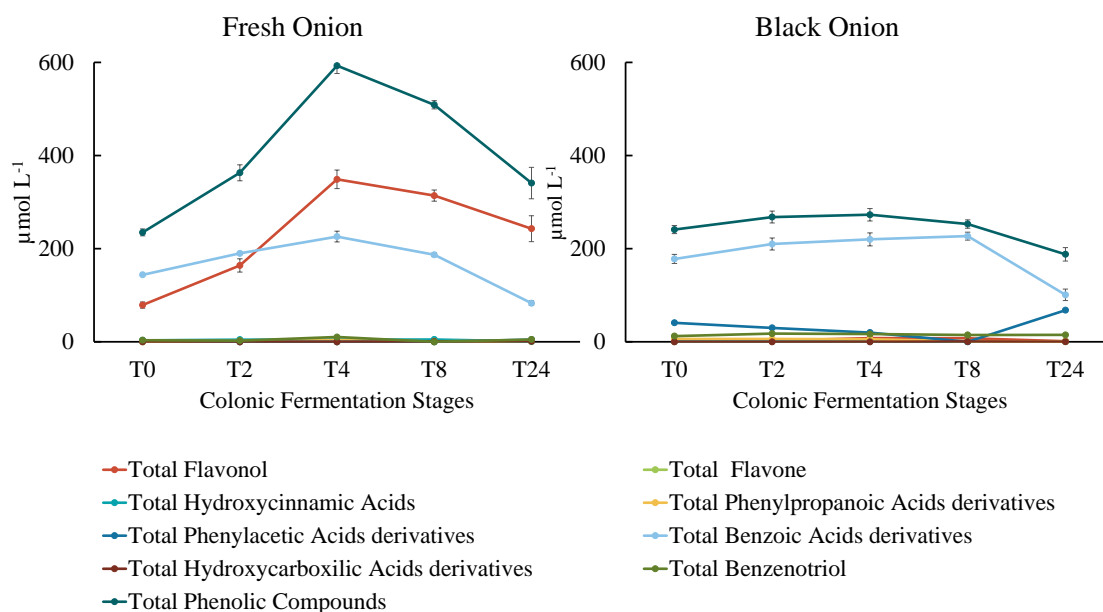 Fresh Onion
600
400
200
0
µmol L-1
T0 T2 T4 T8 T24
Colonic Fermentation Stages
Black Onion
600
400
200
0
µmol L-1
T0 T2 T4 T8 T24
Colonic Fermentation Stages
Total Flavonol
Total Flavone
Total Hydroxycinnamic Acids
Total Phenylpropanoic Acids derivatives
Total Phenylacetic Acids derivatives
Total Benzoic Acids derivatives
Total Hydroxycarboxilic Acids derivatives
Total Benzenotriol
Total Phenolic Compounds